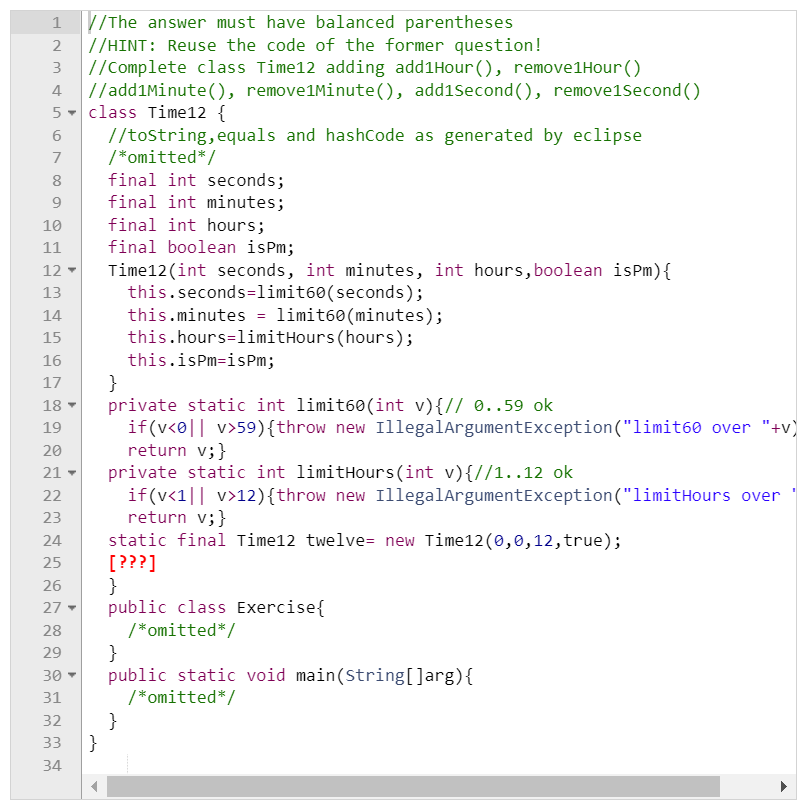 1 //The answer must have balanced parentheses
2 //HINT: Reuse the code of the former question!
3 //Complete class Time12 adding add1Hour(), remove1Hour()
4 //add1Minute(), remove1Minute(), add1Second(), remove1Second()
5 class Time12 {
6 //toString,equals and hashCode as generated by eclipse
7 /*omitted*/
8 final int seconds;
9 final int minutes;
10 final int hours;
11 final boolean isPm;
12 Time12(int seconds, int minutes, int hours,boolean isPm){
13 this.seconds=limit60(seconds);
14 this.minutes = limit60(minutes);
15 this.hours=limitHours(hours);
16 this.isPm=isPm;
17 }
18 private static int limit60(int v){// 0..59 ok
19 if(v<0|| v>59){throw new IllegalArgumentException("limit60 over "+v)
20 return v;}
21 private static int limitHours(int v){//1..12 ok
22 if(v<1|| v>12){throw new IllegalArgumentException("limitHours over "
23 return v;}
24 static final Time12 twelve= new Time12(0,0,12,true);
25 [???]
26 }
27 public class Exercise{
28 /*omitted*/
29 }
30 public static void main(String[]arg){
31 /*omitted*/
32 }
33 }
34